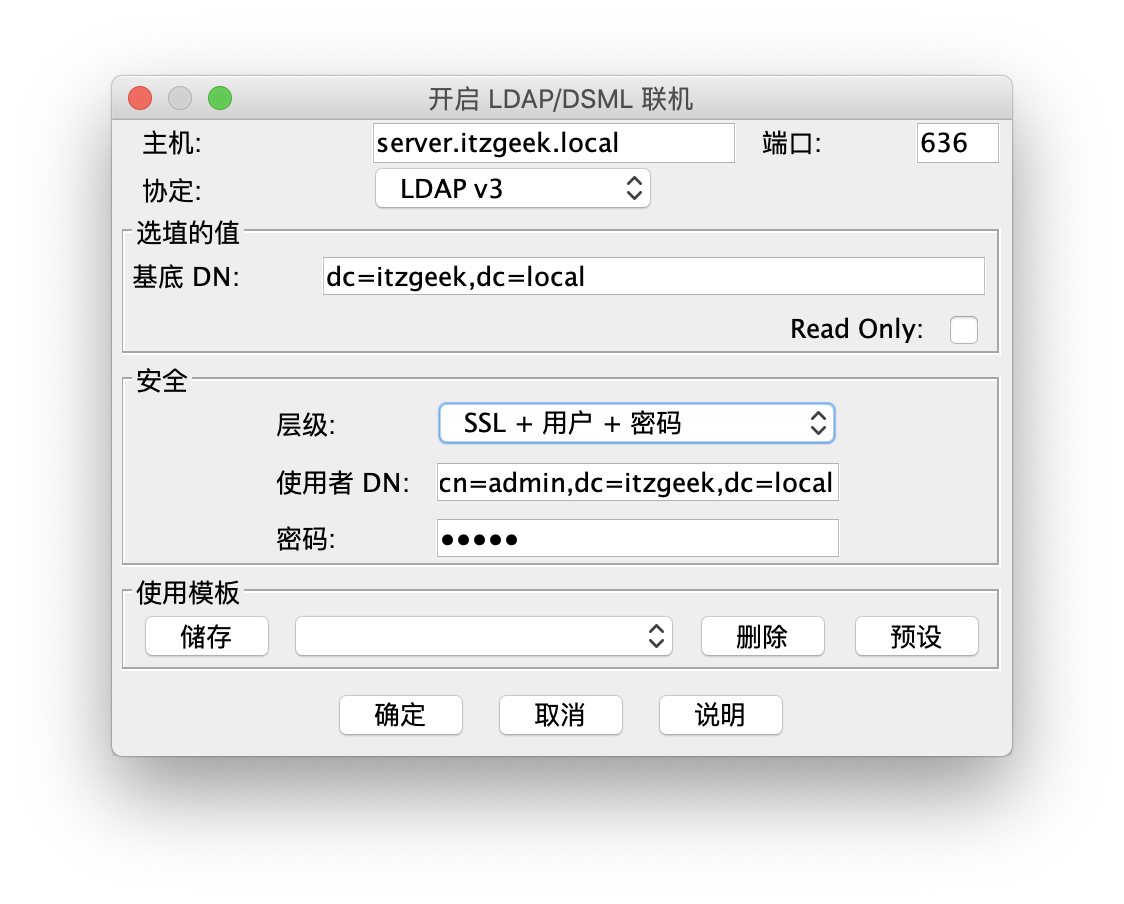 开启 LDAP/DSML 联机
主机: server.itzgeek.local 端口: 636
协定: LDAP v3
选填的值
基底 DN: dc=itzgeek,dc=local
Read Only:
安全
层级: SSL + 用户 + 密码
使用者 DN: cn=admin,dc=itzgeek,dc=local
密码: •••••
使用模板
储存 删除 预设
确定 取消 说明